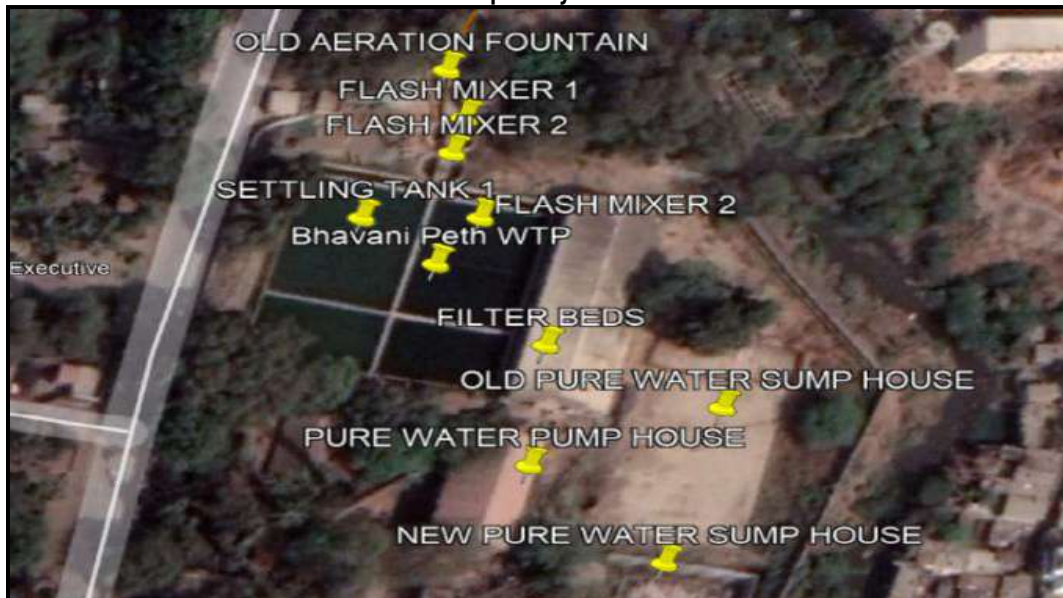 OLD AERATION FOUNTAIN
FLASH MIXER 1
FLASH MIXER 2
SETTLING TANK 1
FLASH MIXER 2
Bhavani Peth WTP
Executive
FILTER BEDS
OLD PURE WATER SUMP HOUSE
PURE WATER PUMP HOUSE
NEW PURE WATER SUMP HOUSE